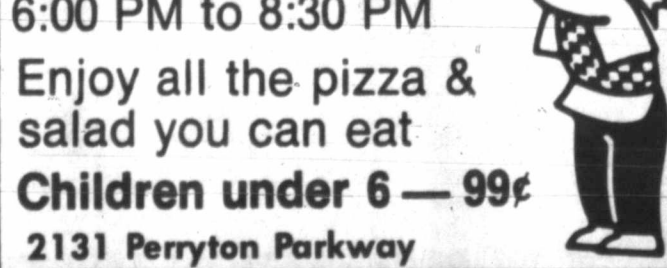 6:00 PM to 8:30 PM
Enjoy all the pizza &
salad you can eat
Children under 6 — 99¢
2131 Perryton Parkway